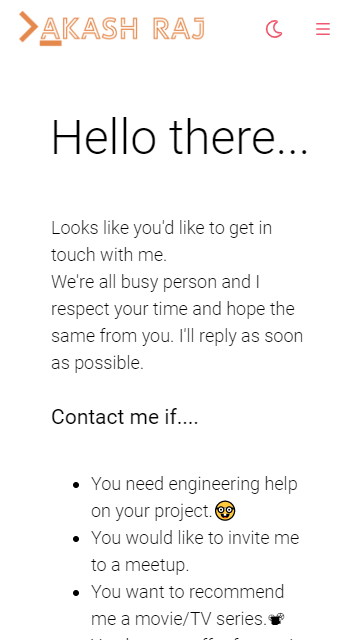 AKASH RAJ
Hello there...
Looks like you'd like to get in
touch with me.
We're all busy person and I
respect your time and hope the
same from you. I'll reply as soon
as possible.
Contact me if....
You need engineering help
on your project.🤓
You would like to invite me
to a meetup.
You want to recommend
me a movie/TV series.